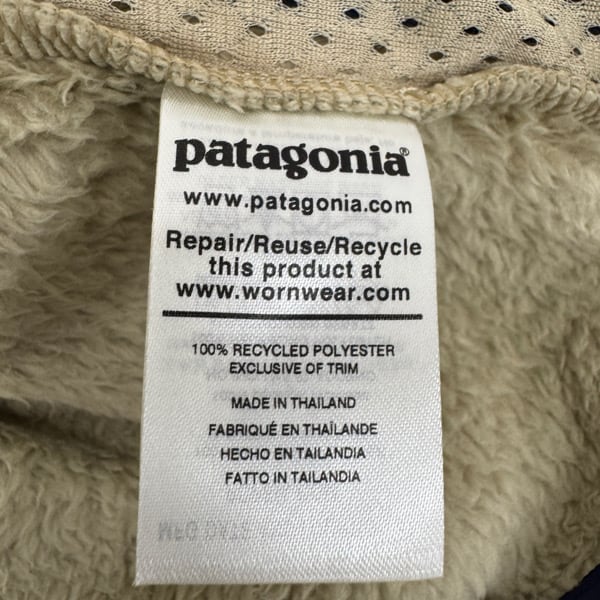 patagonia®
www.patagonia.com
Repair/Reuse/Recycle
this product at
www.wornwear.com
100% RECYCLED POLYESTER
EXCLUSIVE OF TRIM
MADE IN THAILAND
FABRIQUÉ EN THAÏLANDE
HECHO EN TAILANDIA
FATTO IN TAILANDIA